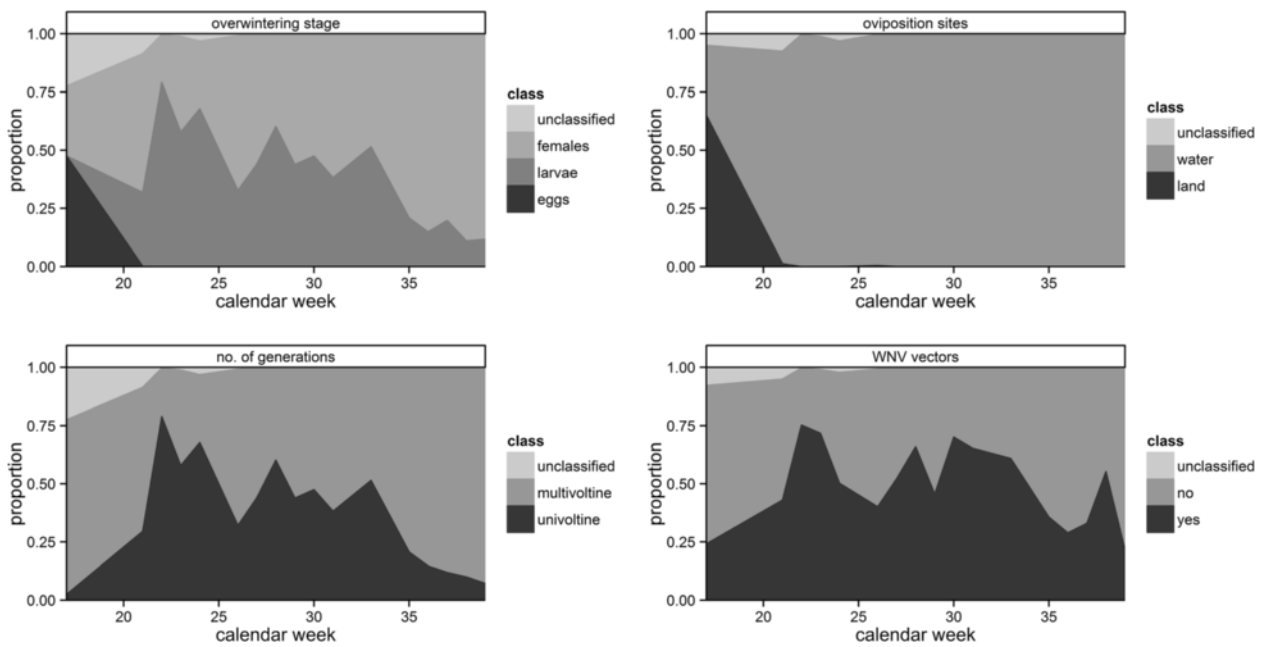 overwintering stage
1.00
0.75
0.50
0.25
0.00
proportion
20 25 30 35
calendar week
class
unclassified
females
larvae
eggs
oviposition sites
1.00
0.75
0.50
0.25
0.00
proportion
20 25 30 35
calendar week
class
unclassified
water
land
no. of generations
1.00
0.75
0.50
0.25
0.00
proportion
20 25 30 35
calendar week
class
unclassified
multivoltine
univoltine
WNV vectors
1.00
0.75
0.50
0.25
0.00
proportion
20 25 30 35
calendar week
class
unclassified
no
yes